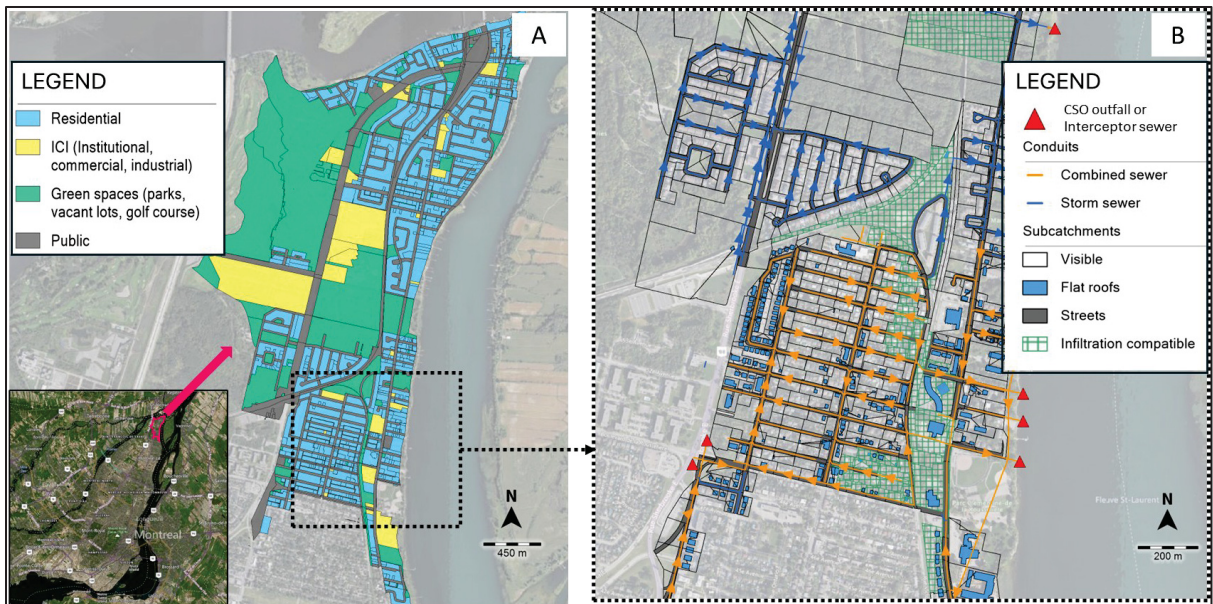 A
LEGEND
Residential
ICI (Institutional,
commercial, industrial)
Green spaces (parks,
vacant lots, golf course)
Public
Montreal
N
450 m
B
LEGEND
CSO outfall or
Interceptor sewer
Conduits
Combined sewer
Storm sewer
Subcatchments
Visible
Flat roofs
Streets
Infiltration compatible
Fleuve St-Laurent
N
200 m